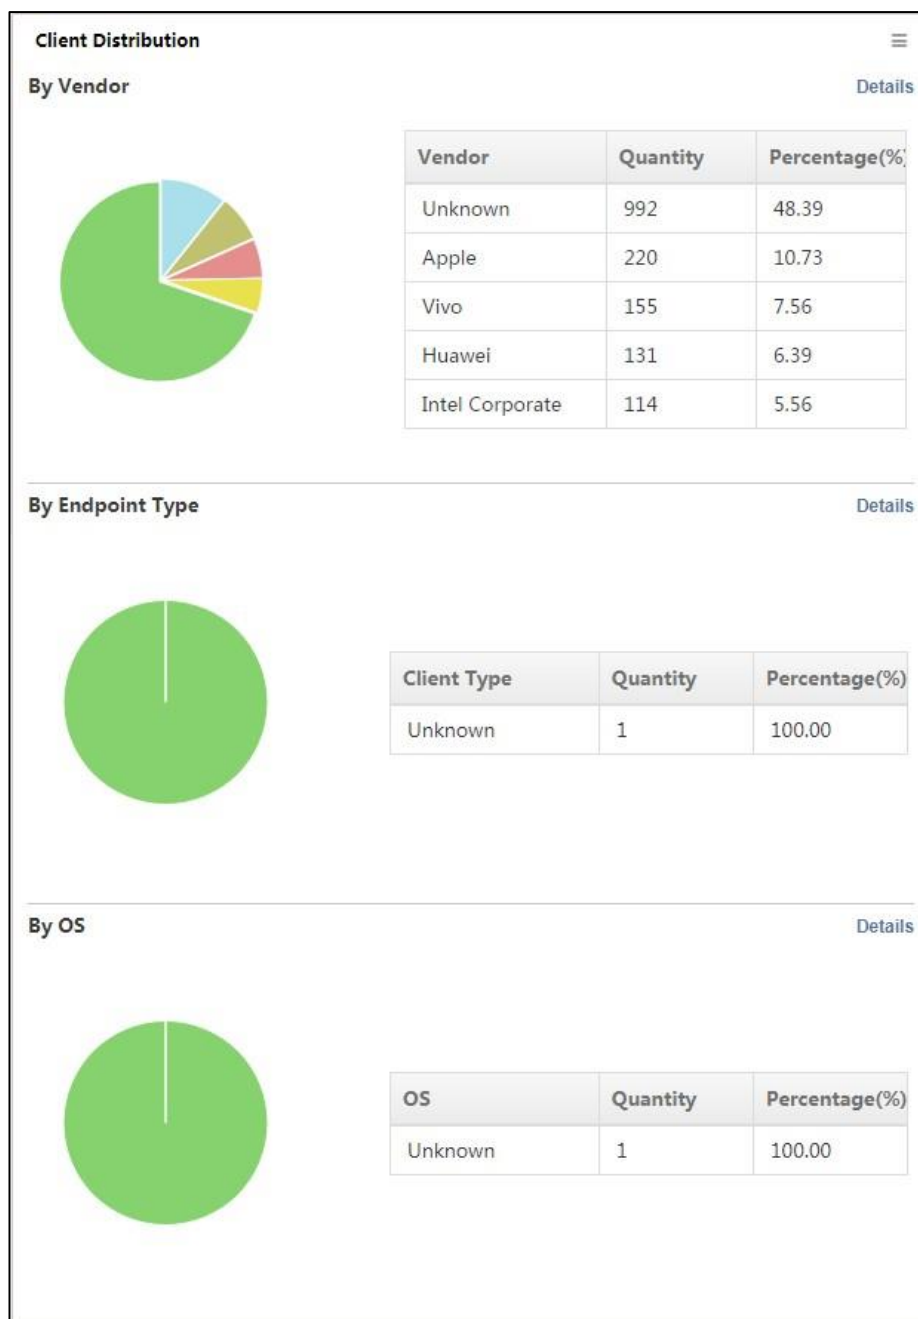 Client Distribution
By Vendor Details
Vendor Quantity Percentage(%)
Unknown 992 48.39
Apple 220 10.73
Vivo 155 7.56
Huawei 131 6.39
Intel Corporate 114 5.56
By Endpoint Type Details
Client Type Quantity Percentage(%)
Unknown 1 100.00
By OS Details
OS Quantity Percentage(%)
Unknown 1 100.00